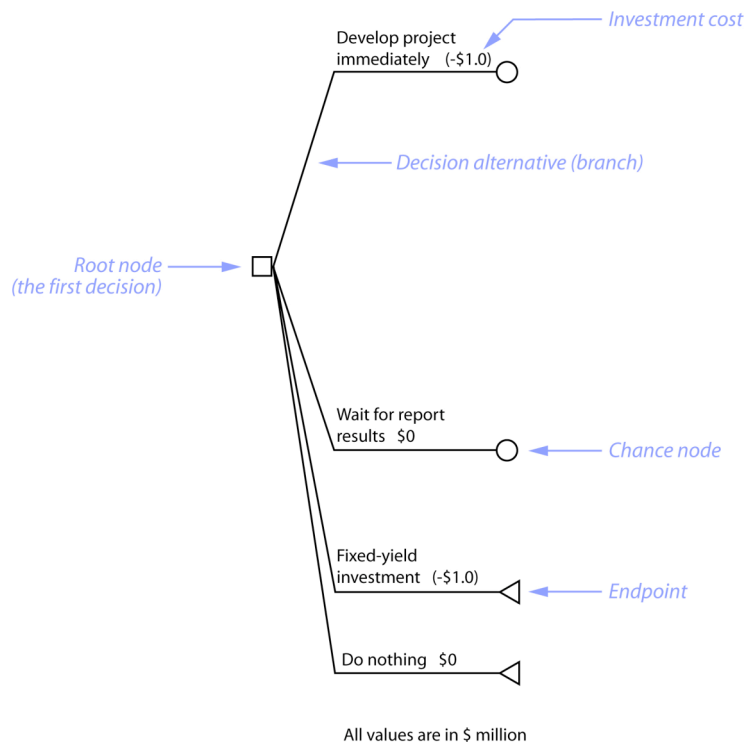 Investment cost
Develop project
immediately (-$1.0)
Decision alternative (branch)
Root node
(the first decision)
Wait for report
results $0
Chance node
Fixed-yield
investment (-$1.0)
Endpoint
Do nothing $0
All values are in $ million